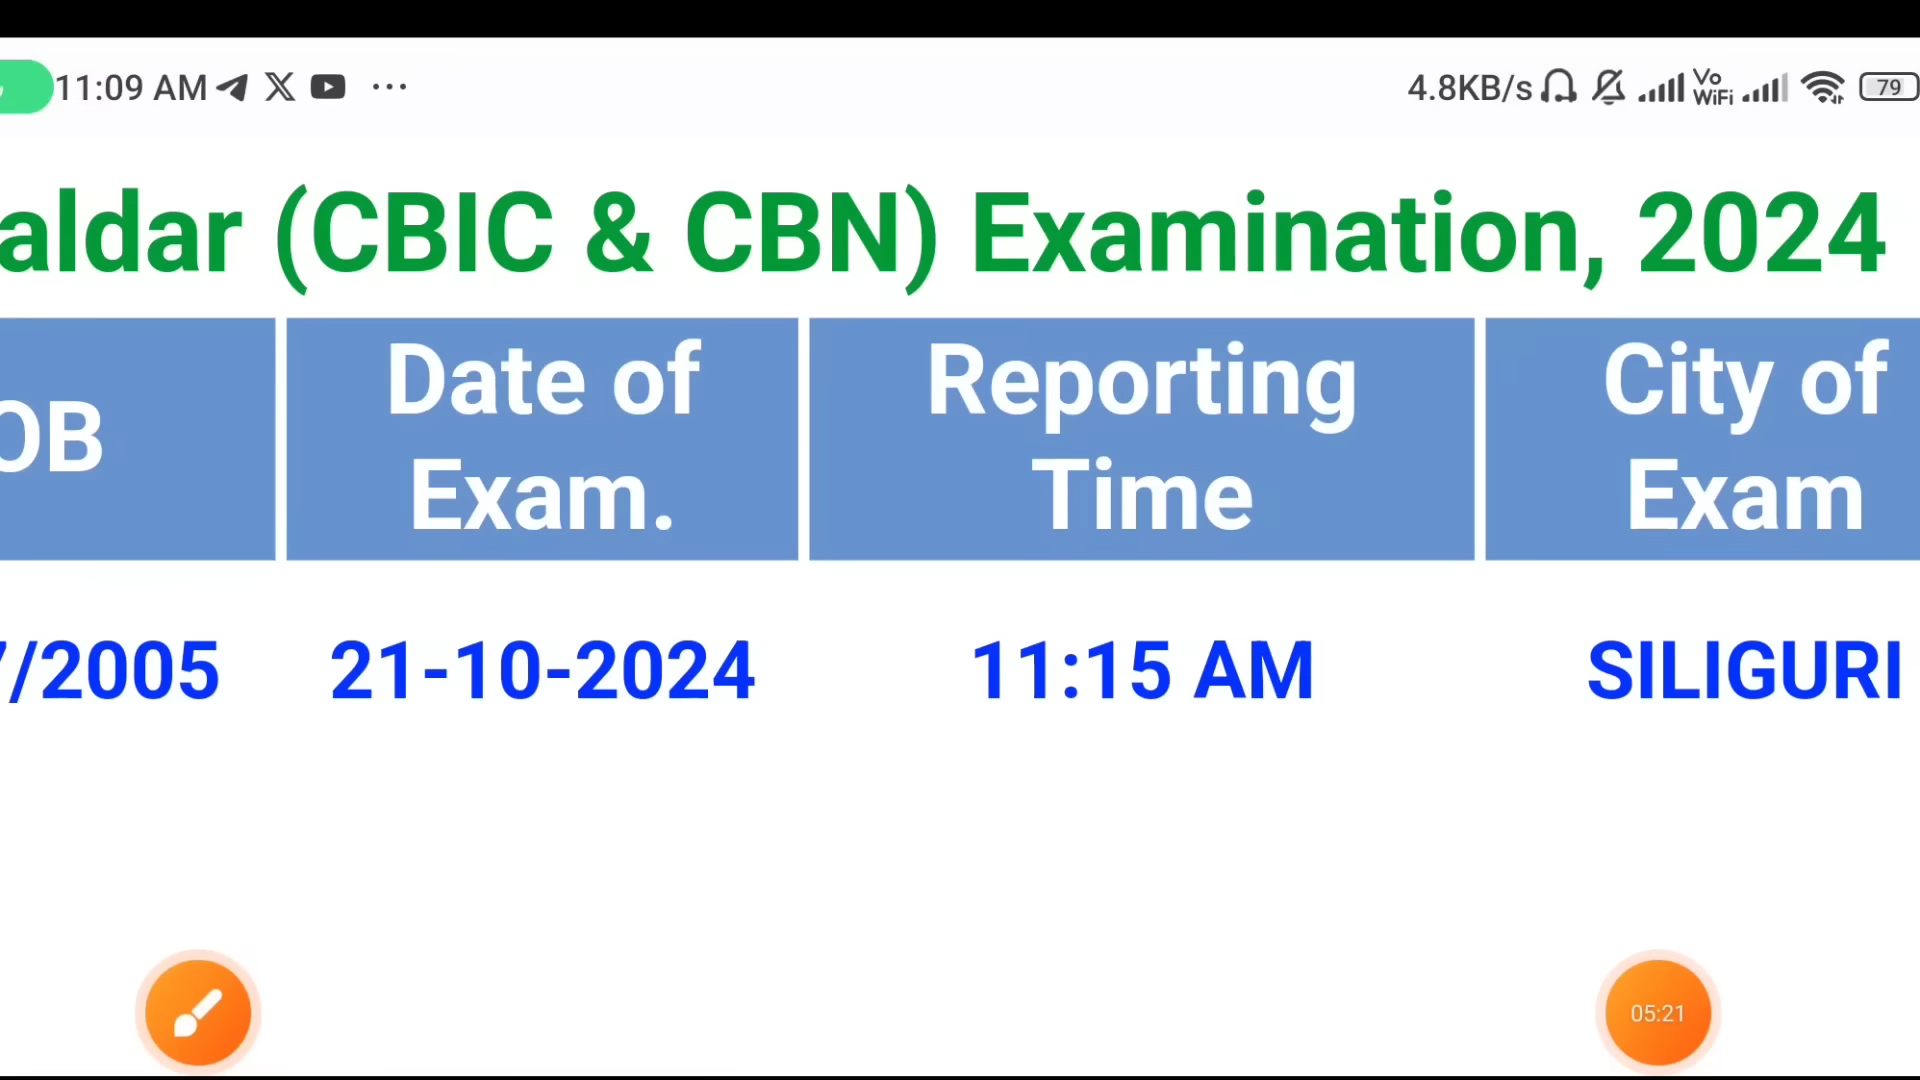 11:09 AM ... 4.8KB/s Vo WiFi 79
aldar (CBIC & CBN) Examination, 2024
OB Date of Exam. Reporting Time City of Exam
/2005 21-10-2024 11:15 AM SILIGURI
05:21